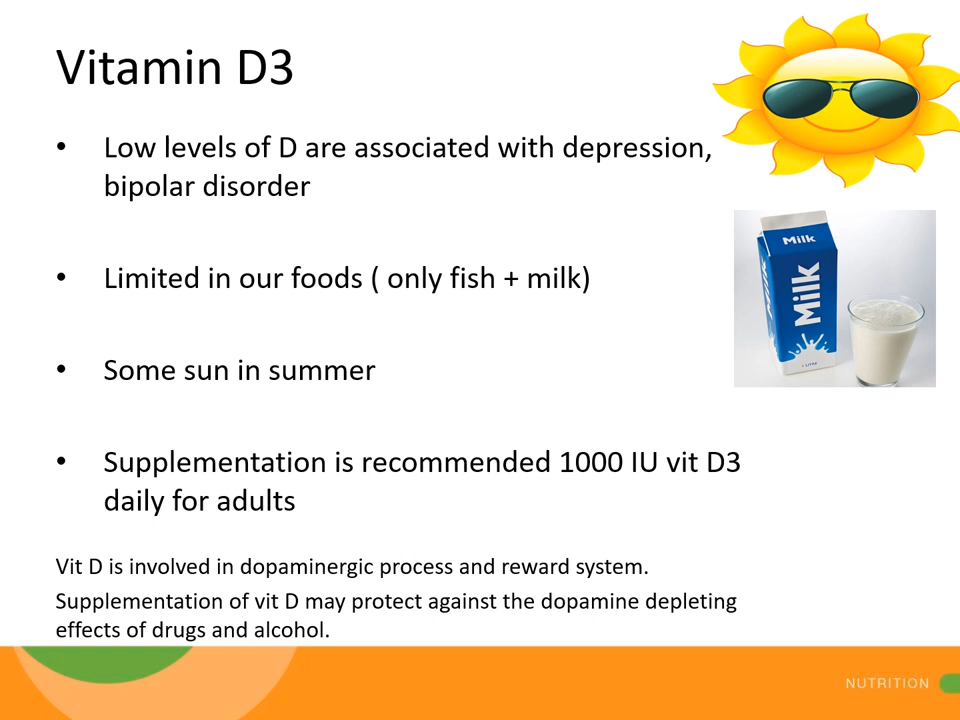 Vitamin D3
• Low levels of D are associated with depression,
bipolar disorder
• Limited in our foods ( only fish + milk)
Milk
Milk
Milk
1 LITRE
• Some sun in summer
• Supplementation is recommended 1000 IU vit D3
daily for adults
Vit D is involved in dopaminergic process and reward system.
Supplementation of vit D may protect against the dopamine depleting
effects of drugs and alcohol.
NUTRITION